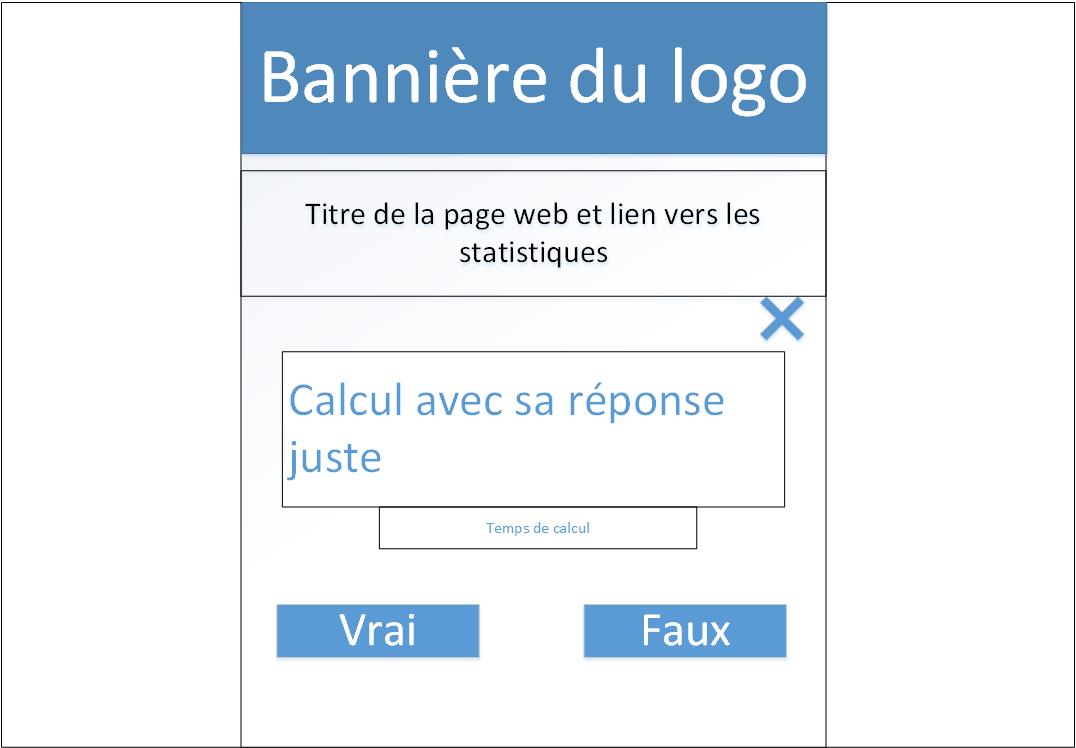 Bannière du logo
Titre de la page web et lien vers les
statistiques
Calcul avec sa réponse
juste
Temps de calcul
Vrai
Faux